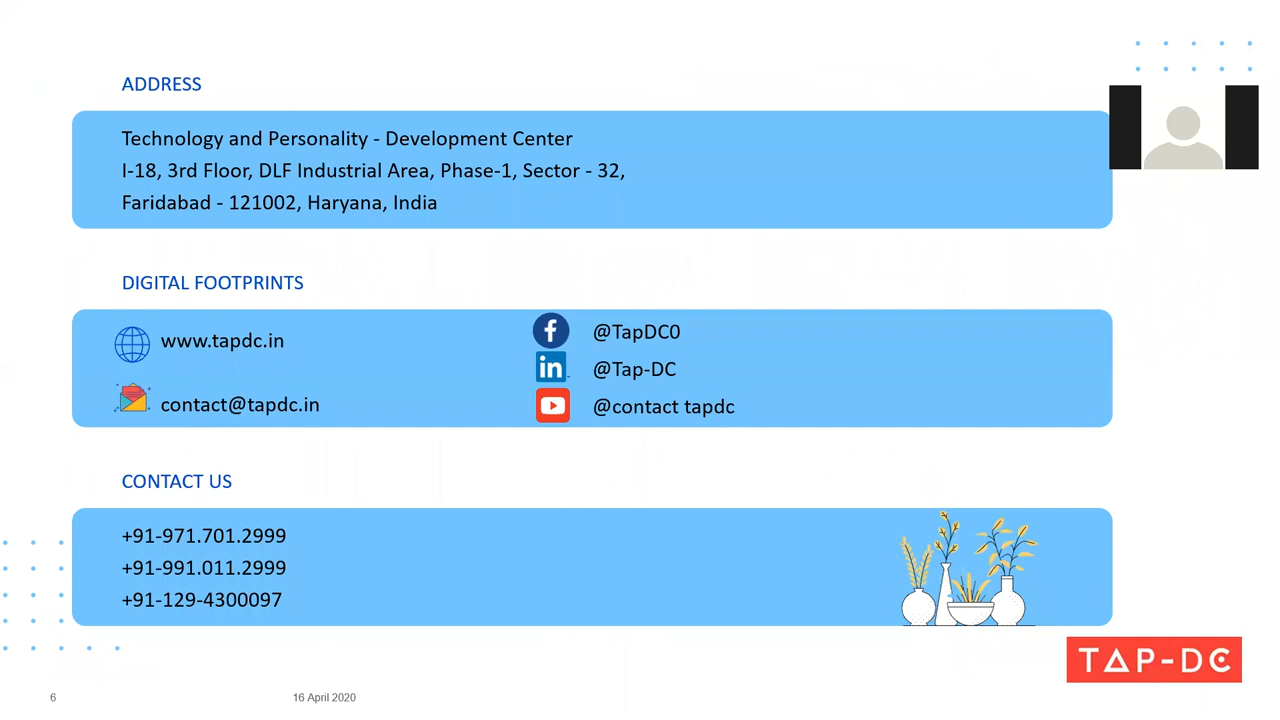 ADDRESS
Technology and Personality - Development Center
I-18, 3rd Floor, DLF Industrial Area, Phase-1, Sector - 32,
Faridabad - 121002, Haryana, India
DIGITAL FOOTPRINTS
www.tapdc.in
contact@tapdc.in
@TapDC0
in
@Tap-DC
@contact tapdc
CONTACT US
+91-971.701.2999
+91-991.011.2999
+91-129-4300097
TAP-DC
6
16 April 2020